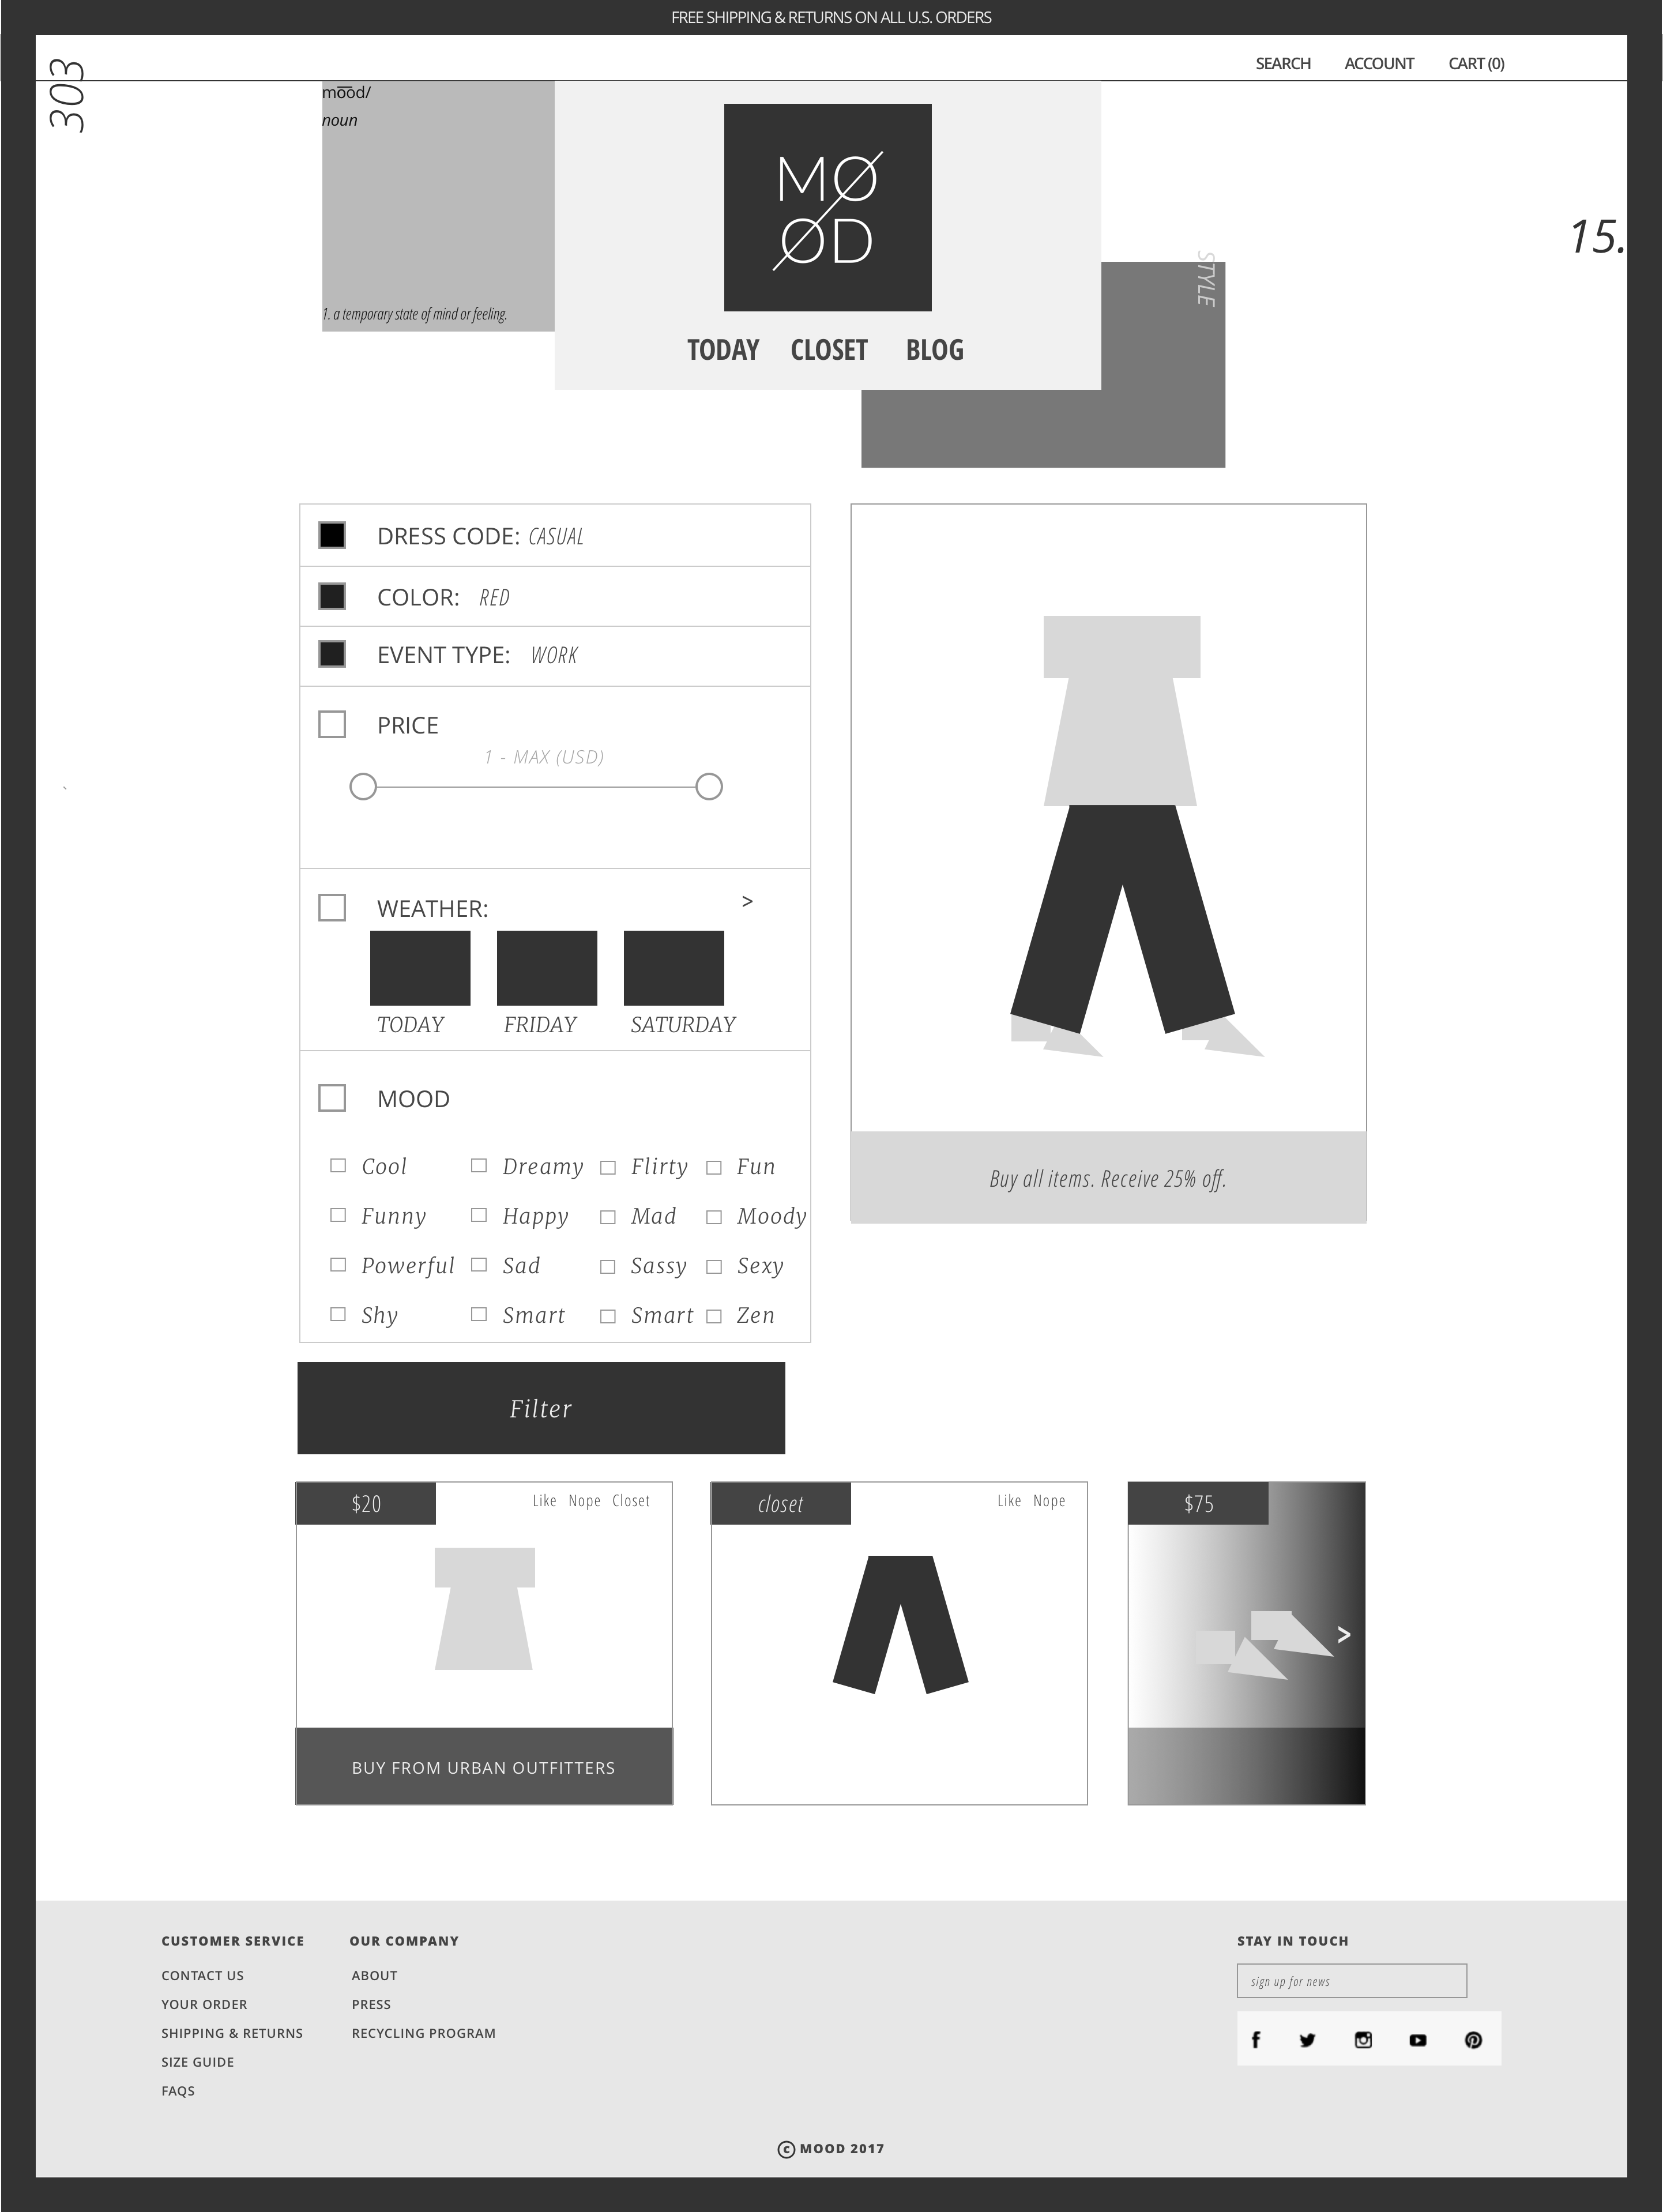 FREE SHIPPING & RETURNS ON ALL U.S. ORDERS
SEARCH ACCOUNT CART (0)
303
mo͞od/
noun
1. a temporary state of mind or feeling.
MØ
ØD
TODAY CLOSET BLOG
STYLE
15.
DRESS CODE: CASUAL
COLOR: RED
EVENT TYPE: WORK
PRICE
1 - MAX (USD)
WEATHER: >
TODAY FRIDAY SATURDAY
MOOD
Cool Dreamy Flirty Fun
Funny Happy Mad Moody
Powerful Sad Sassy Sexy
Shy Smart Smart Zen
Filter
Buy all items. Receive 25% off.
$20 Like Nope Closet
BUY FROM URBAN OUTFITTERS
closet Like Nope
$75
>
CUSTOMER SERVICE
CONTACT US
YOUR ORDER
SHIPPING & RETURNS
SIZE GUIDE
FAQS
OUR COMPANY
ABOUT
PRESS
RECYCLING PROGRAM
STAY IN TOUCH
sign up for news
© MOOD 2017